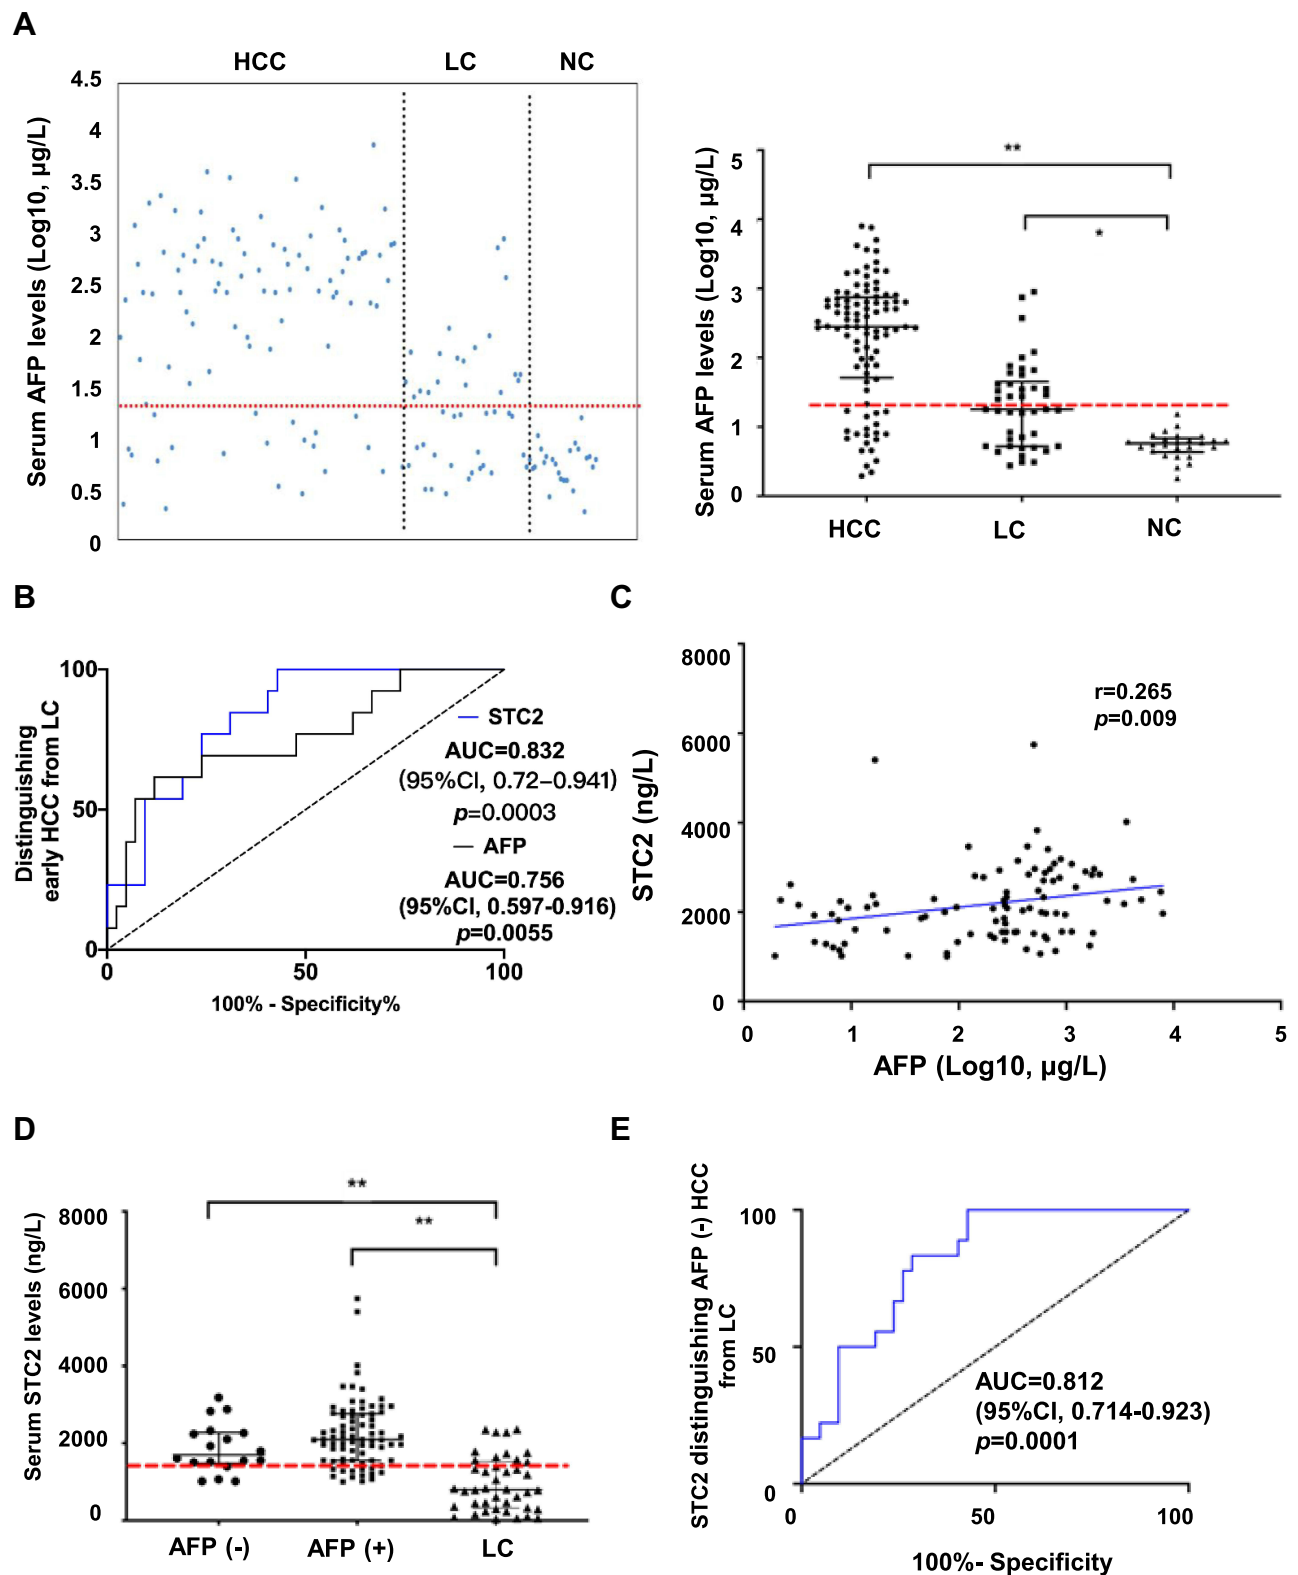 A
HCC
LC
NC
Serum AFP levels (Log10, µg/L)
4.5
4
3.5
3
2.5
2
1.5
1
0.5
0
Serum AFP levels (Log10, µg/L)
5
4
3
2
1
0
**
*
HCC
LC
NC
B
Distinguishing
early HCC from LC
100
50
0
0
50
100
100% - Specificity%
STC2
AUC=0.832
(95%CI, 0.72–0.941)
p=0.0003
AFP
AUC=0.756
(95%CI, 0.597-0.916)
p=0.0055
C
STC2 (ng/L)
8000
6000
4000
2000
0
r=0.265
p=0.009
0
1
2
3
4
5
AFP (Log10, µg/L)
D
Serum STC2 levels (ng/L)
8000
6000
4000
2000
0
**
**
AFP (-)
AFP (+)
LC
E
STC2 distinguishing AFP (-) HCC
from LC
100
50
0
AUC=0.812
(95%CI, 0.714-0.923)
p=0.0001
0
50
100
100%- Specificity